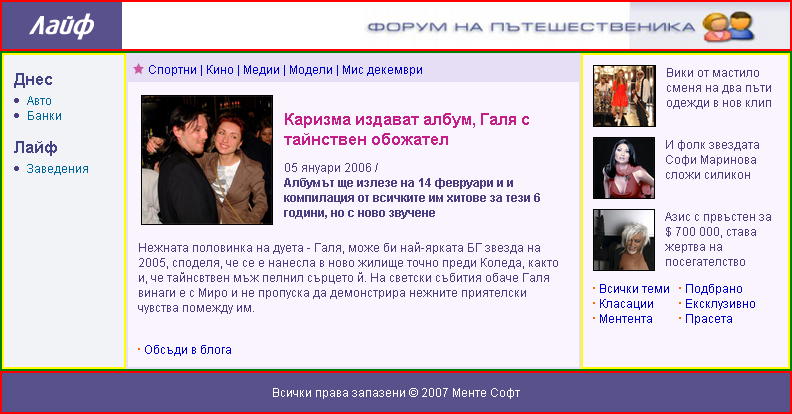 Лайф
ФОРУМ НА ПЪТЕШЕСТВЕНИКА
Днес
Авто
Банки
Лайф
Заведения
Спортни | Кино | Медии | Модели | Мис декември
Каризма издават албум, Галя с
тайнствен обожател
05 януари 2006 /
Албумът ще излезе на 14 февруари и и
компилация от всичките им хитове за тези 6
години, но с ново звучене
Нежната половинка на дуета - Галя, може би най-ярката БГ звезда на
2005, споделя, че се е нанесла в ново жилище точно преди Коледа, както
и, че тайнсвтвен мъж пелнил сърцето ѝ. На светски събития обаче Галя
винаги е с Миро и не пропуска да демонстрира нежните приятелски
чувства помежду им.
Обсъди в блога
Вики от мастило
сменя на два пъти
одежди в нов клип
И фолк звездата
Софи Маринова
сложи силикон
Азис с пръстен за
$ 700 000, става
жертва на
посегателство
Всички теми
Класации
Ментента
Подбрано
Ексклузивно
Прасета
Всички права запазени © 2007 Менте Софт